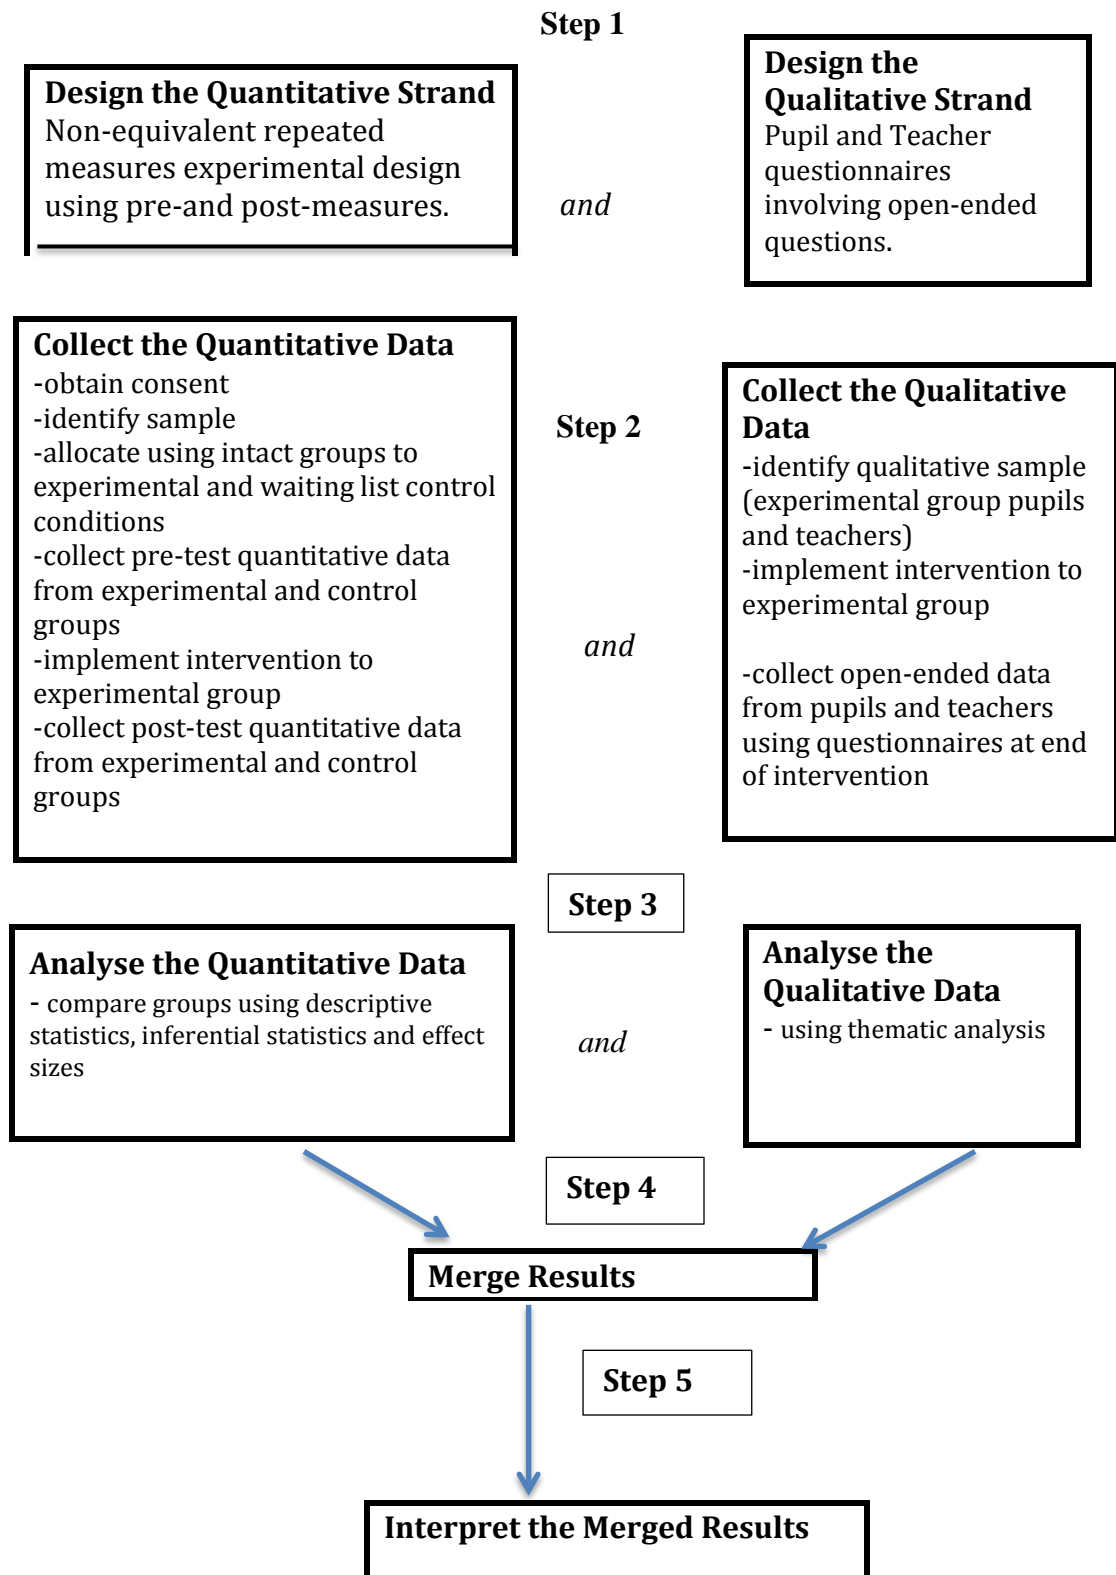 Step 1
Design the Quantitative Strand
Non-equivalent repeated
measures experimental design
using pre-and post-measures.
and
Design the
Qualitative Strand
Pupil and Teacher
questionnaires
involving open-ended
questions.
Collect the Quantitative Data
-obtain consent
-identify sample
-allocate using intact groups to
experimental and waiting list control
conditions
-collect pre-test quantitative data
from experimental and control
groups
-implement intervention to
experimental group
-collect post-test quantitative data
from experimental and control
groups
Step 2
and
Collect the Qualitative
Data
-identify qualitative sample
(experimental group pupils
and teachers)
-implement intervention to
experimental group
-collect open-ended data
from pupils and teachers
using questionnaires at end
of intervention
Step 3
Analyse the Quantitative Data
- compare groups using descriptive
statistics, inferential statistics and effect
sizes
and
Analyse the
Qualitative Data
- using thematic analysis
Step 4
Merge Results
Step 5
Interpret the Merged Results